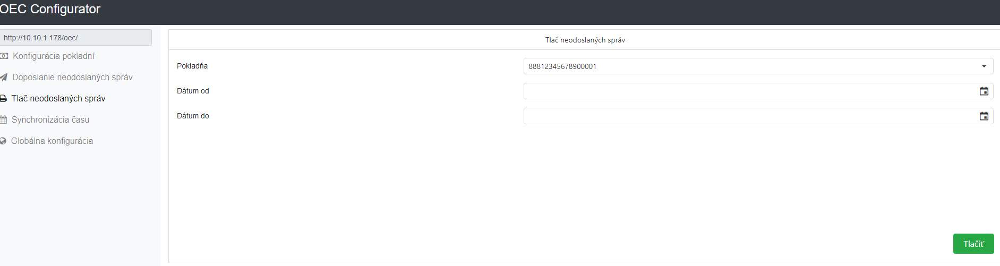 OEC Configurator
http://10.10.1.178/oec/
Konfigurácia pokladní
Doposlanie neodoslaných správ
Tlač neodoslaných správ
Synchronizácia času
Globálna konfigurácia
Tlač neodoslaných správ
Pokladňa
88812345678900001
Dátum od
Dátum do
Tlačiť